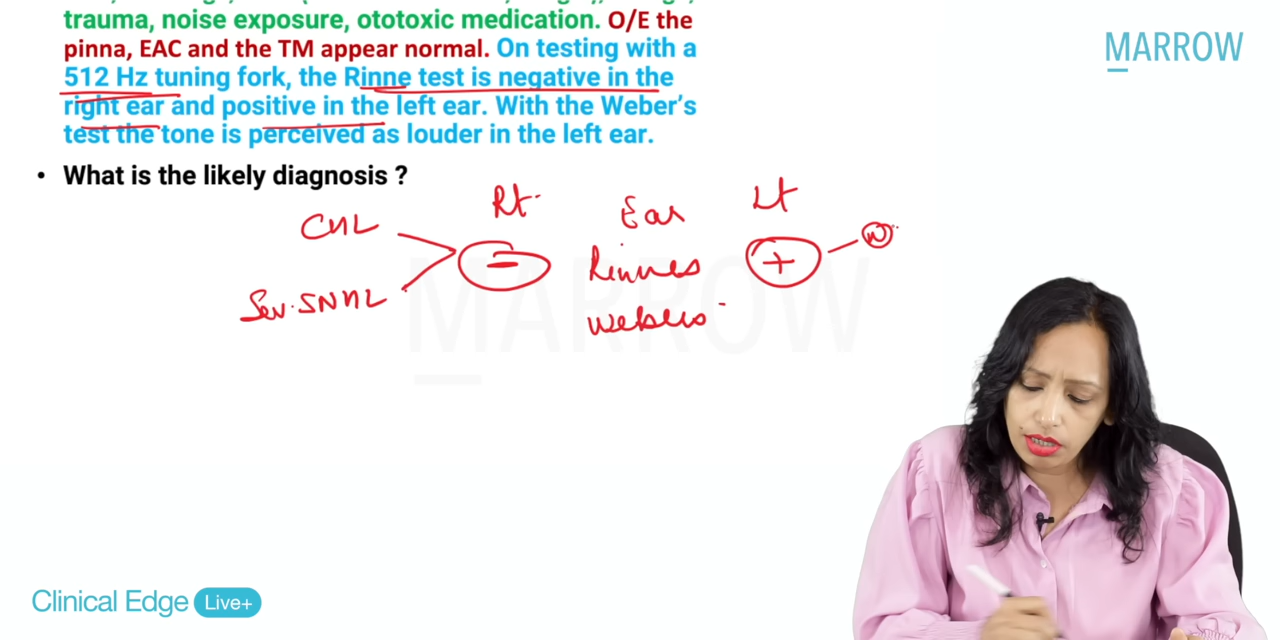 trauma, noise exposure, ototoxic medication. O/E the
pinna, EAC and the TM appear normal. On testing with a
512 Hz tuning fork, the Rinne test is negative in the
right ear and positive in the left ear. With the Weber's
test the tone is perceived as louder in the left ear.
• What is the likely diagnosis ?
MARROW
Rt. Ear Lt
CHL
− Rinnes + N
Sev. SNHL
Webers
MARROW
Clinical Edge Live+